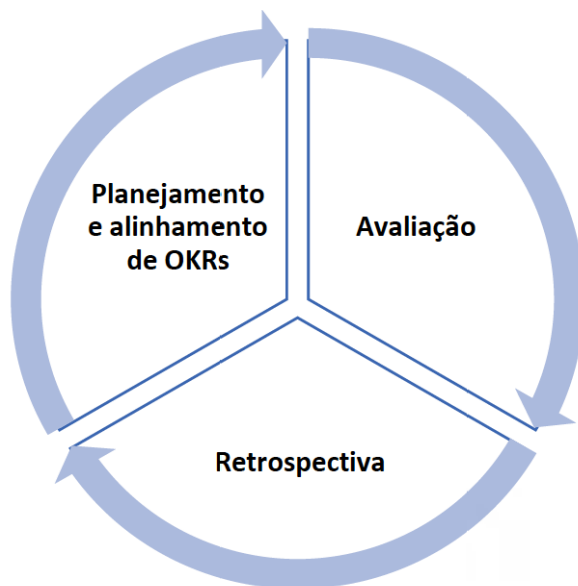 Planejamento
e alinhamento
de OKRs
Avaliação
Retrospectiva